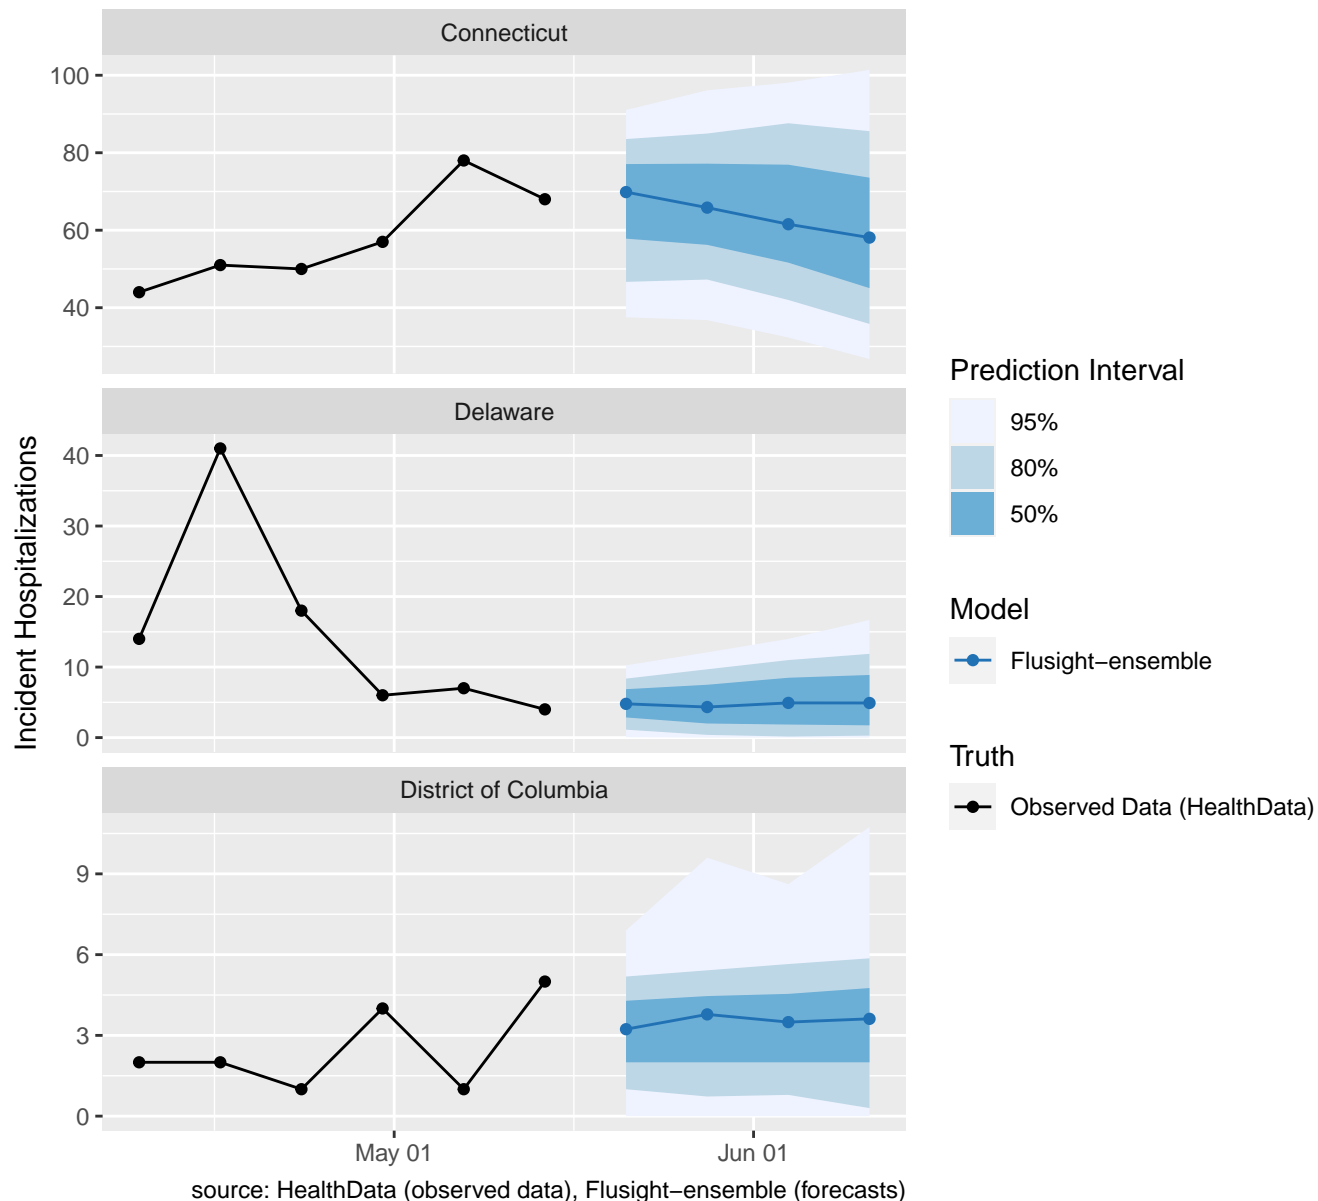 Connecticut
100
80
60
40
Delaware
40
30
20
10
0
District of Columbia
9
6
3
0
May 01
Jun 01
Incident Hospitalizations
source: HealthData (observed data), Flusight−ensemble (forecasts)
Prediction Interval
95%
80%
50%
Model
Flusight−ensemble
Truth
Observed Data (HealthData)